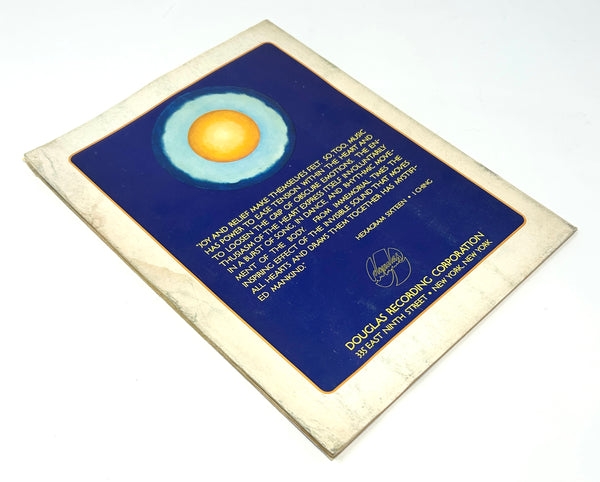 "JOY AND RELIEF MAKE THEMSELVES FELT. SO TOO, MUSIC
HAS POWER TO EASE TENSION WITHIN THE HEART AND
TO LOOSEN THE GRIP OF OBSCURE EMOTIONS. THE EN-
THUSIASM OF THE HEART EXPRESS ITSELF INVOLUNTARILY
IN A BURST OF SONG, IN DANCE AND RHYTHMIC MOVE-
MENT OF THE BODY. FROM IMMEMORIAL TIMES THE
INSPIRING EFFECT OF THE INVISIBLE SOUND THAT MOVES
ALL HEARTS AND DRAWS THEM TOGETHER HAS MYSTIFI-
ED MANKIND."
HEXAGRAM SIXTEEN • I CHING
Douglas
DOUGLAS RECORDING CORPORATION
335 EAST NINTH STREET • NEW YORK, NEW YORK